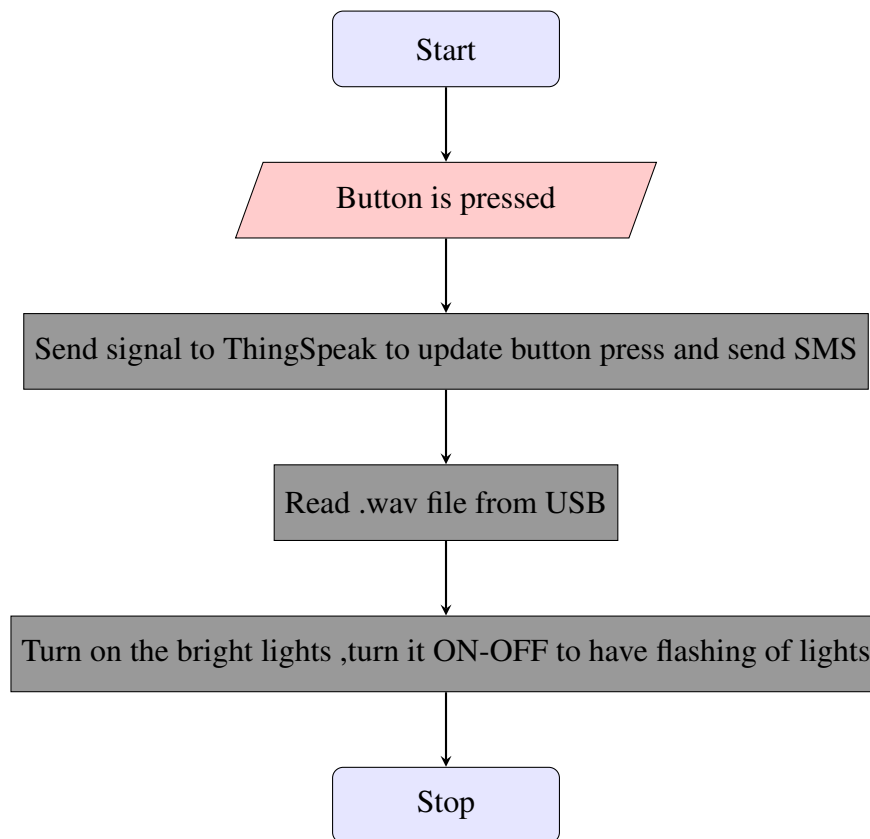 Start
Button is pressed
Send signal to ThingSpeak to update button press and send SMS
Read .wav file from USB
Turn on the bright lights ,turn it ON-OFF to have flashing of lights
Stop